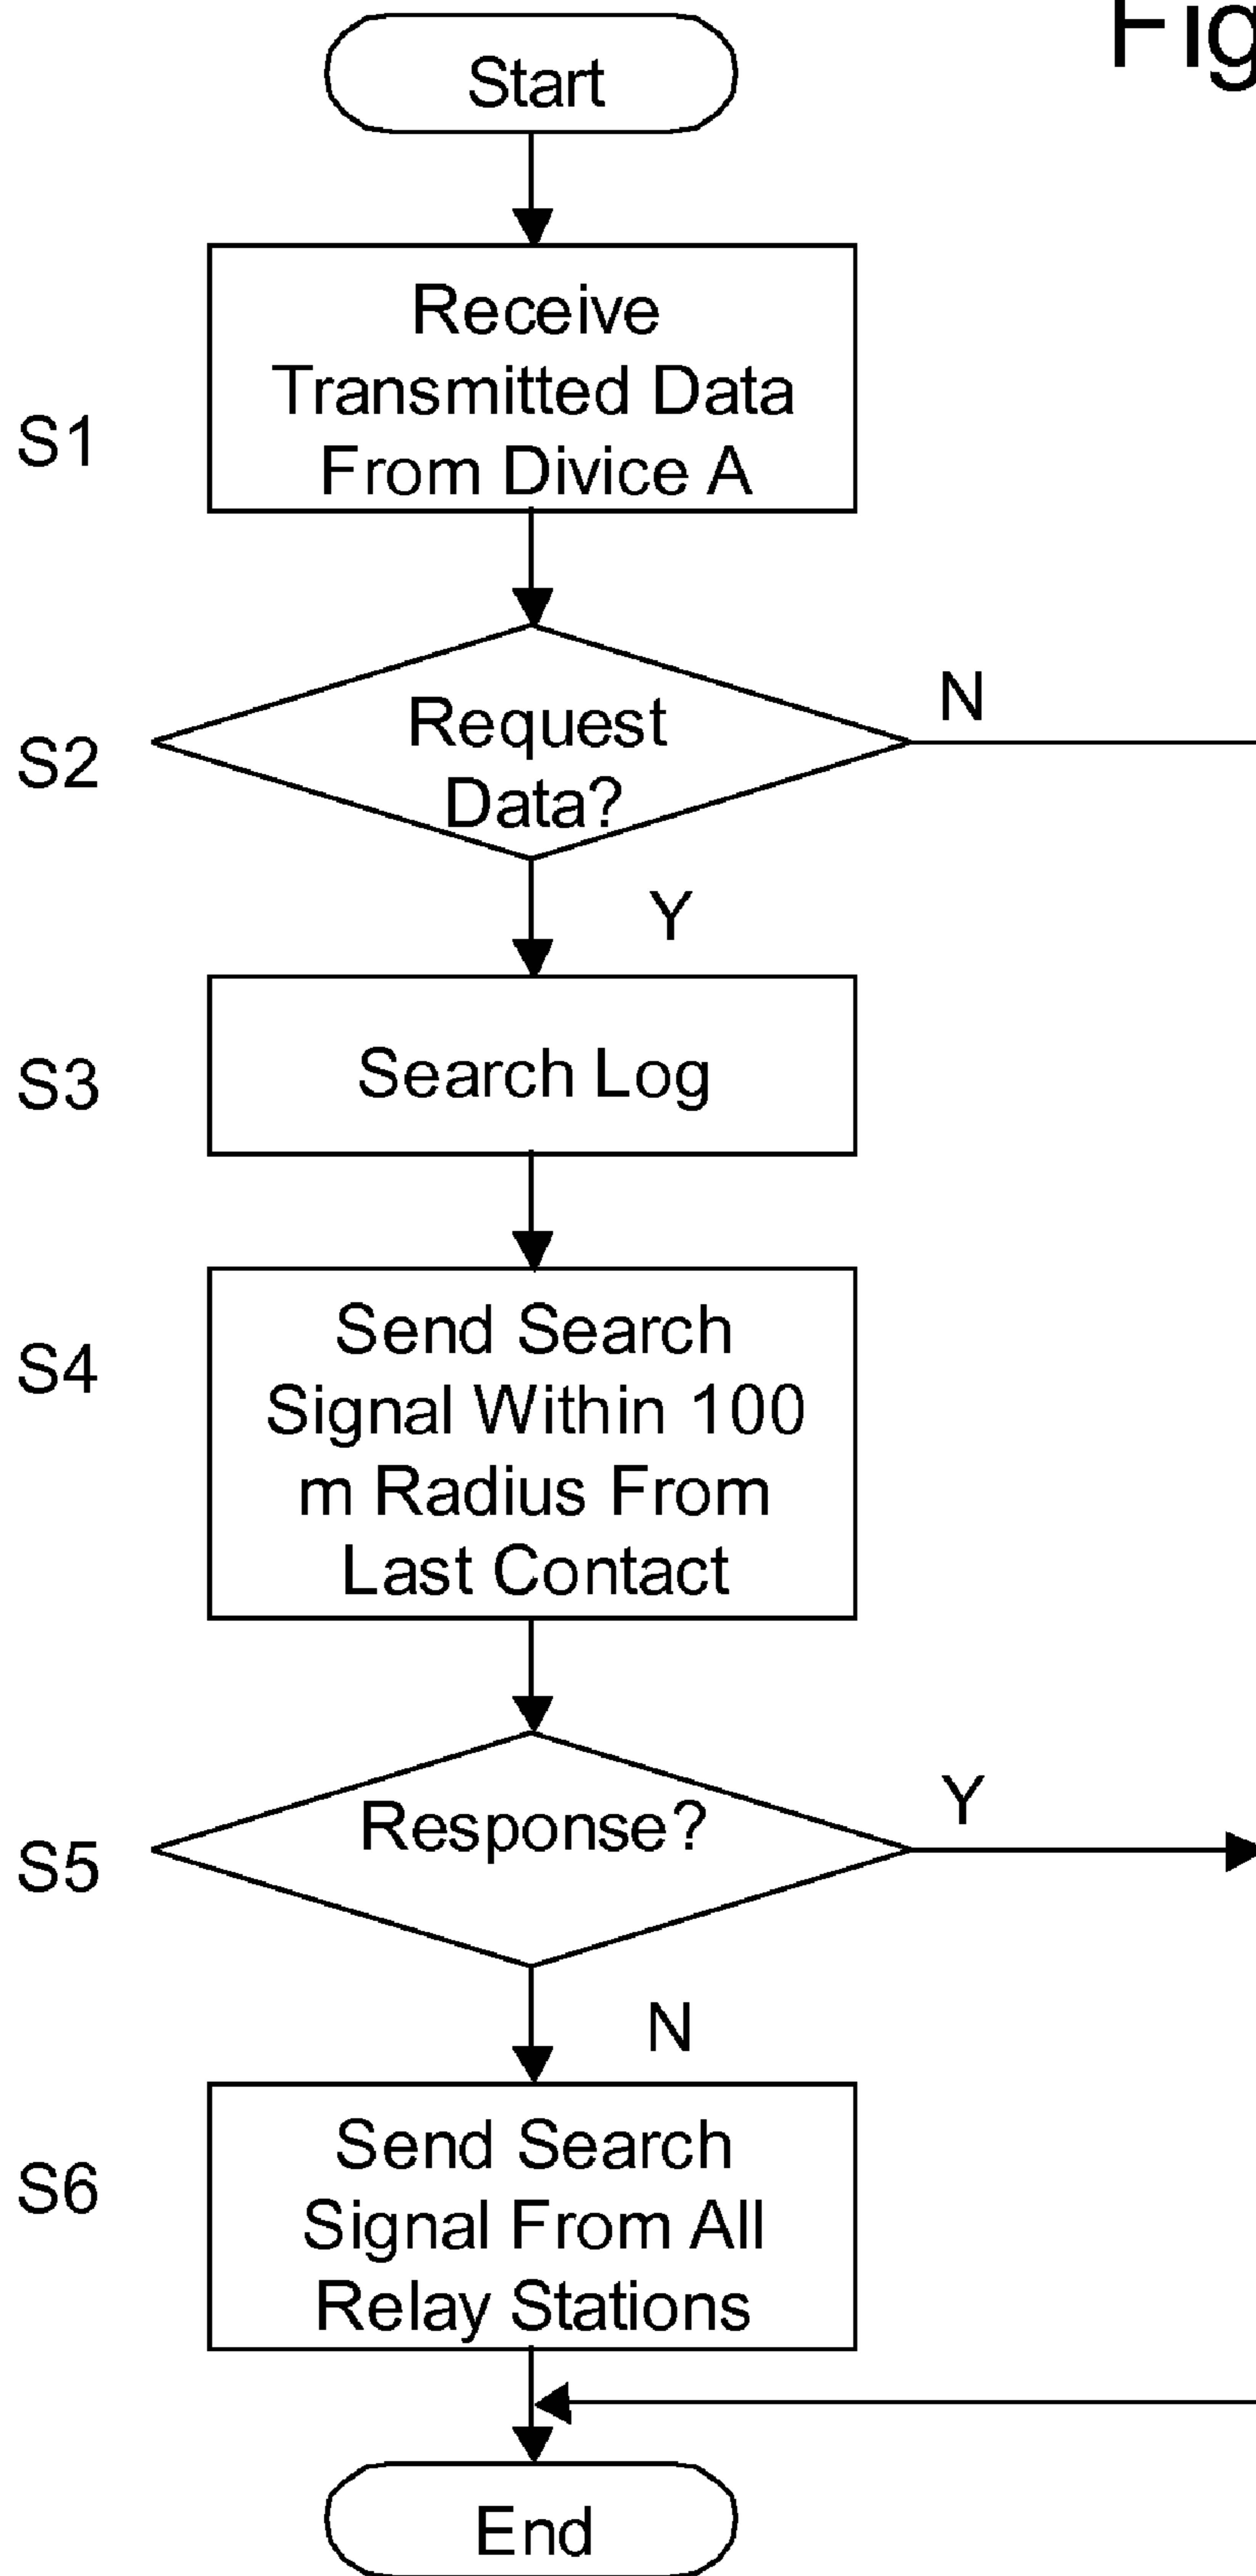 Fig
Start
S1
Receive
Transmitted Data
From Divice A
S2
Request
Data?
N
Y
S3
Search Log
S4
Send Search
Signal Within 100
m Radius From
Last Contact
S5
Response?
Y
N
S6
Send Search
Signal From All
Relay Stations
End